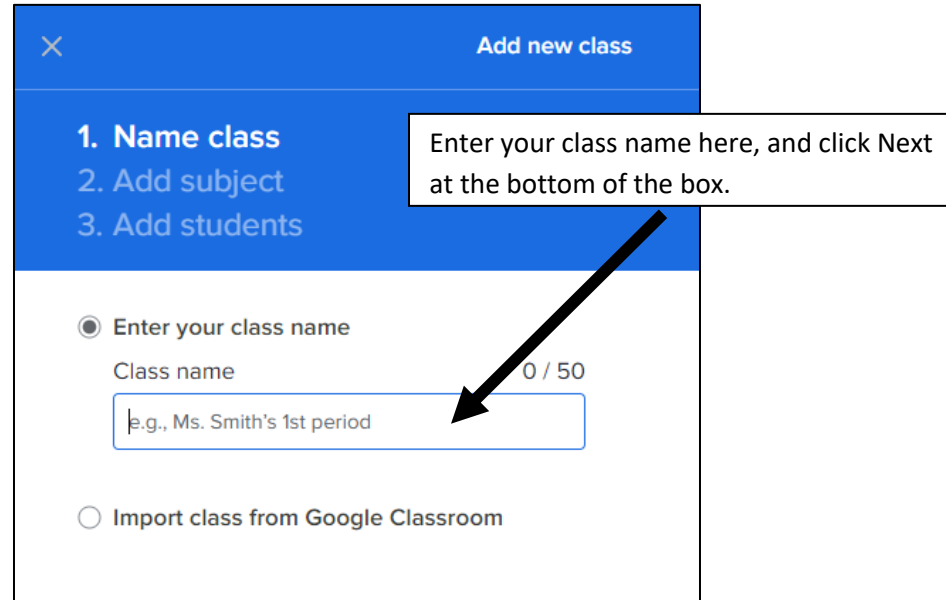 Add new class
1. Name class
2. Add subject
3. Add students
Enter your class name here, and click Next
at the bottom of the box.
Enter your class name
Class name 0 / 50
e.g., Ms. Smith's 1st period
Import class from Google Classroom